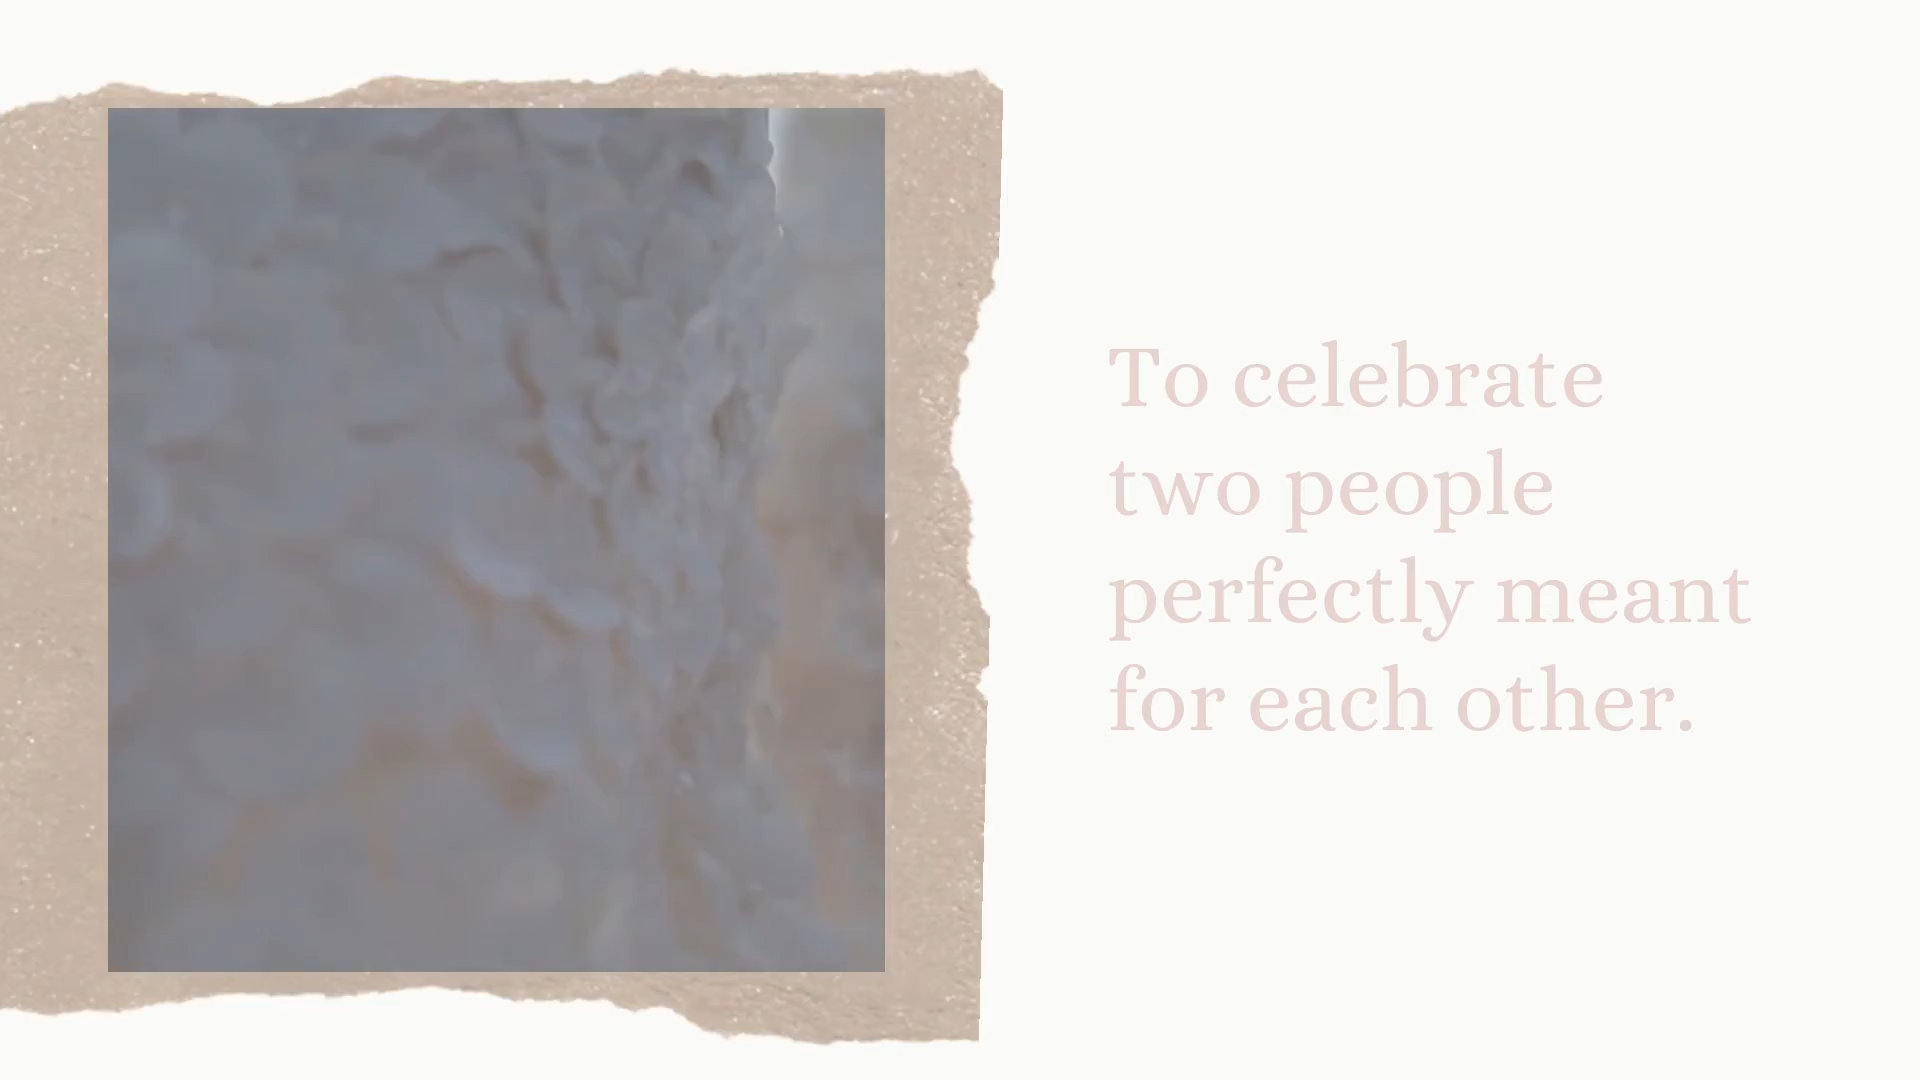 To celebrate
two people
perfectly meant
for each other.